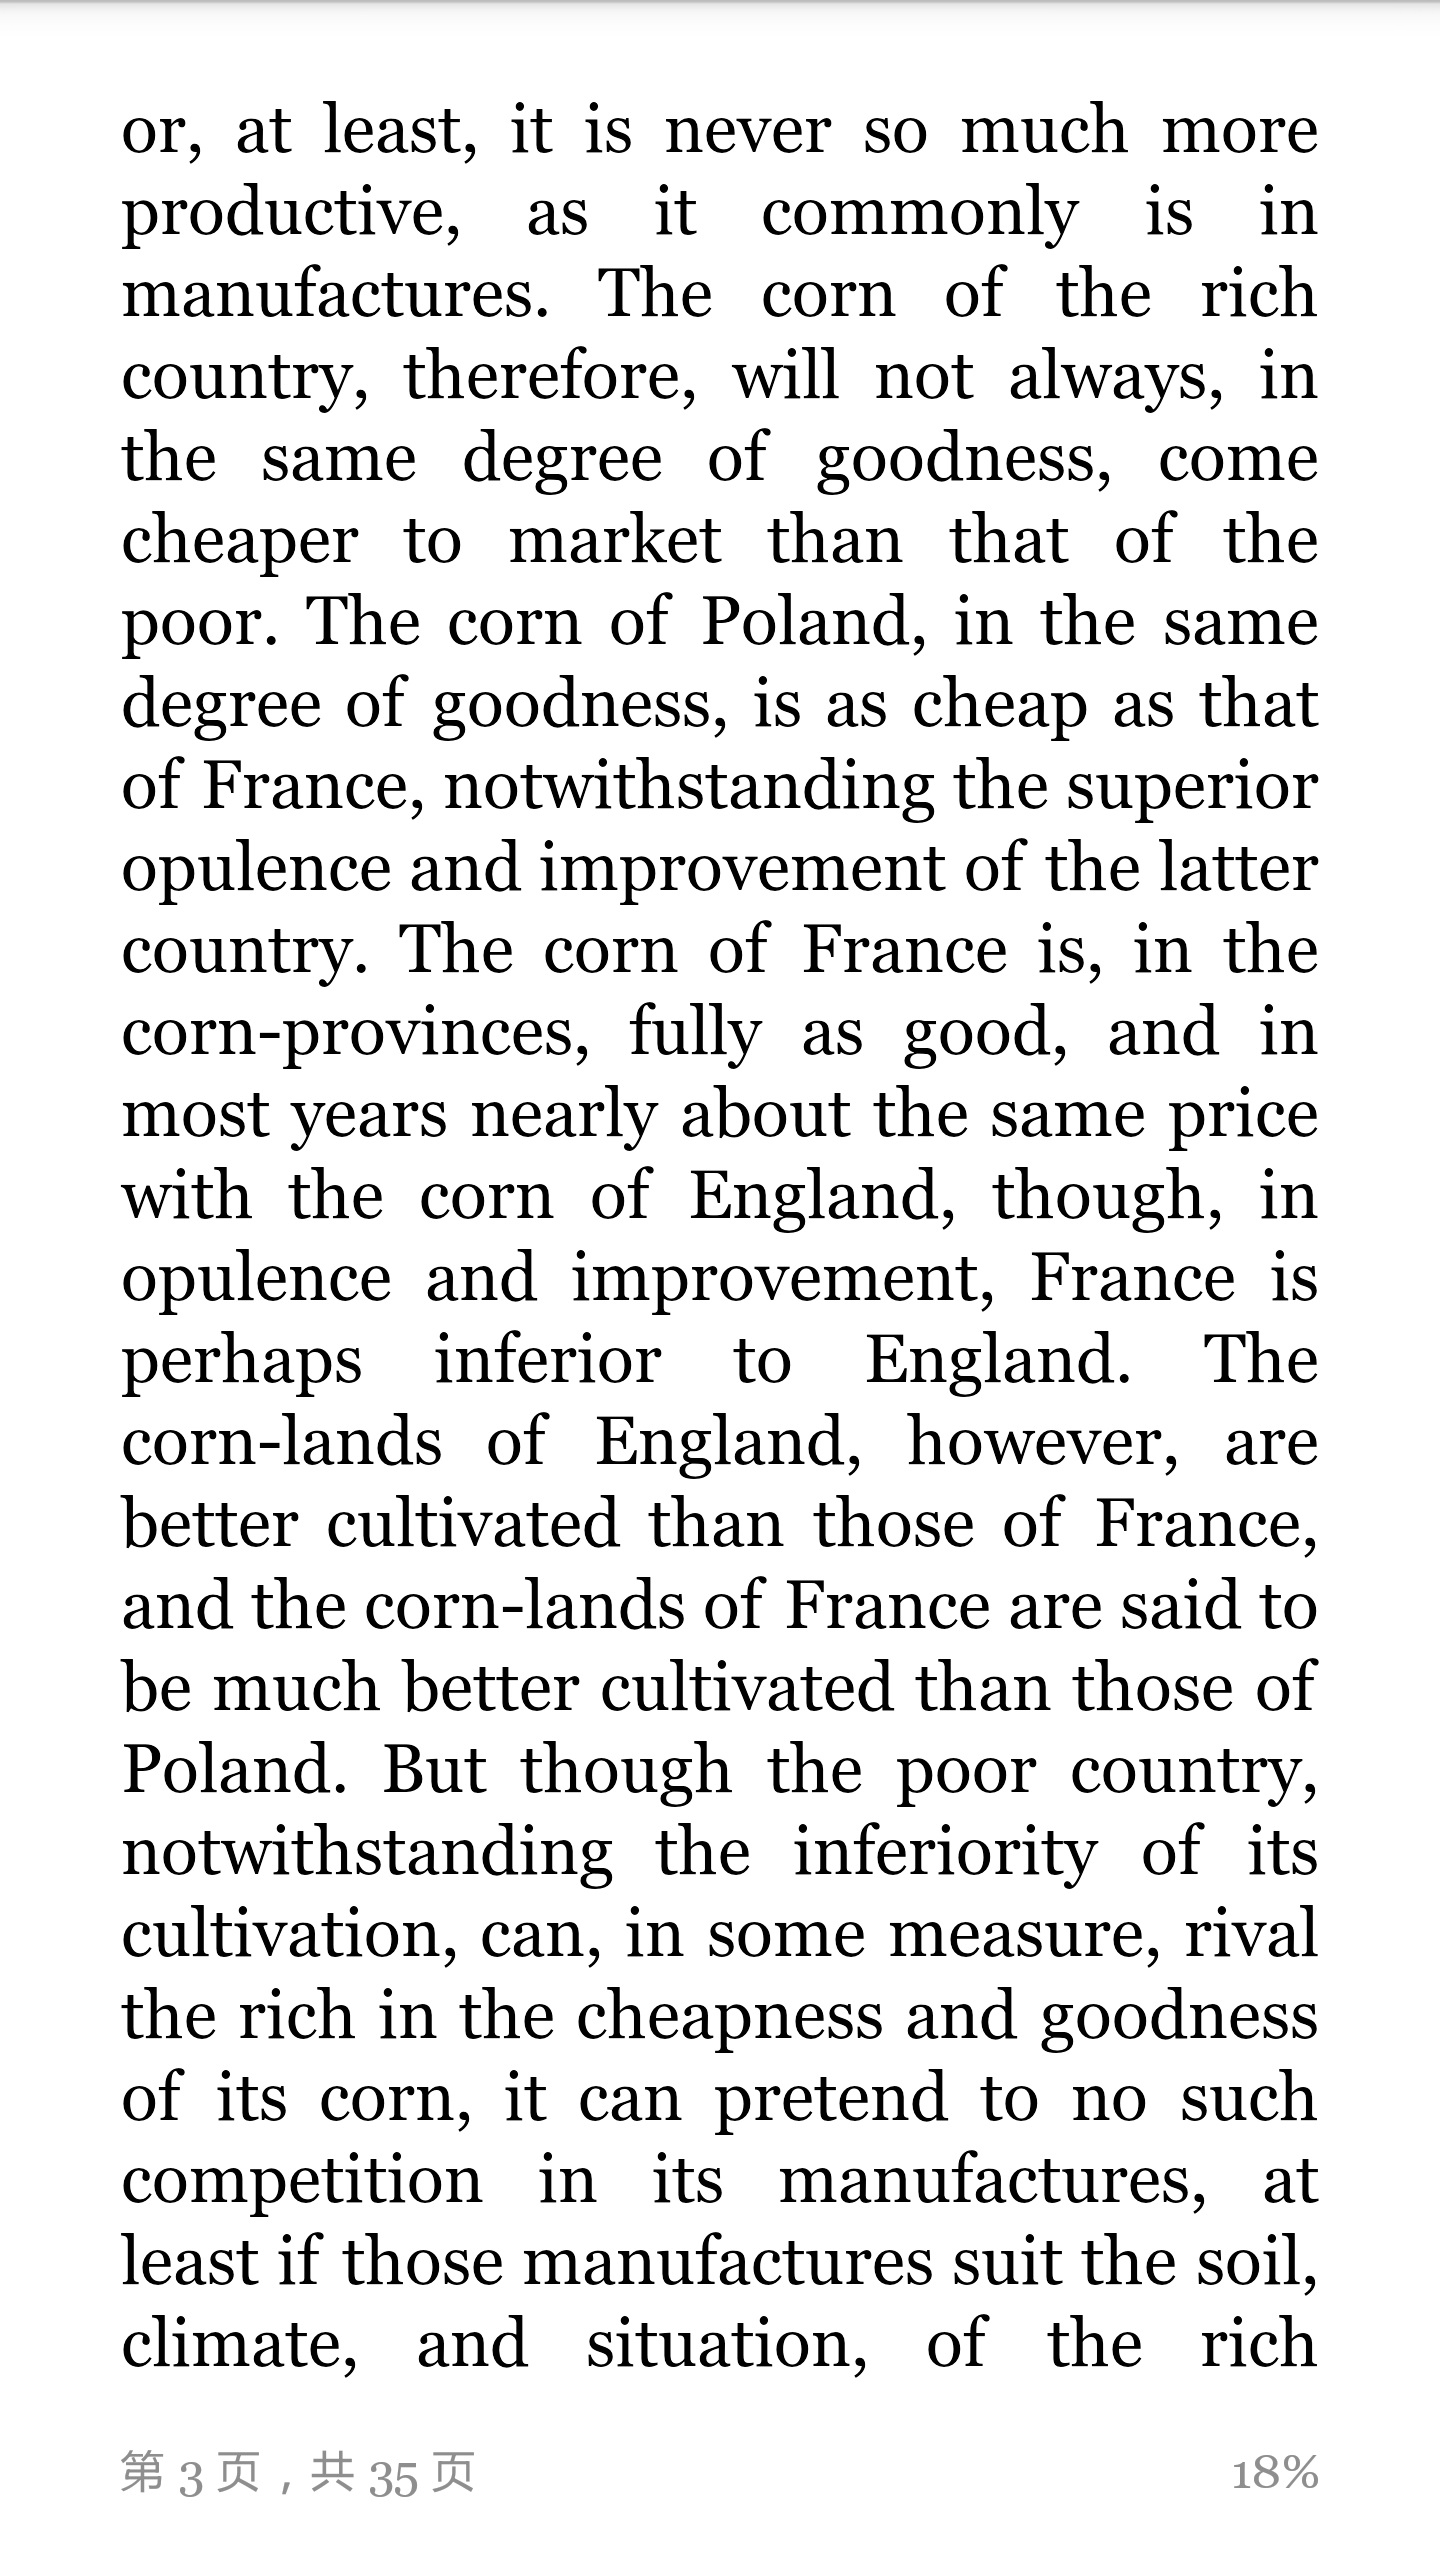 or, at least, it is never so much more
productive, as it commonly is in
manufactures. The corn of the rich
country, therefore, will not always, in
the same degree of goodness, come
cheaper to market than that of the
poor. The corn of Poland, in the same
degree of goodness, is as cheap as that
of France, notwithstanding the superior
opulence and improvement of the latter
country. The corn of France is, in the
corn-provinces, fully as good, and in
most years nearly about the same price
with the corn of England, though, in
opulence and improvement, France is
perhaps inferior to England. The
corn-lands of England, however, are
better cultivated than those of France,
and the corn-lands of France are said to
be much better cultivated than those of
Poland. But though the poor country,
notwithstanding the inferiority of its
cultivation, can, in some measure, rival
the rich in the cheapness and goodness
of its corn, it can pretend to no such
competition in its manufactures, at
least if those manufactures suit the soil,
climate, and situation, of the rich
第 3 页，共 35 页 18%